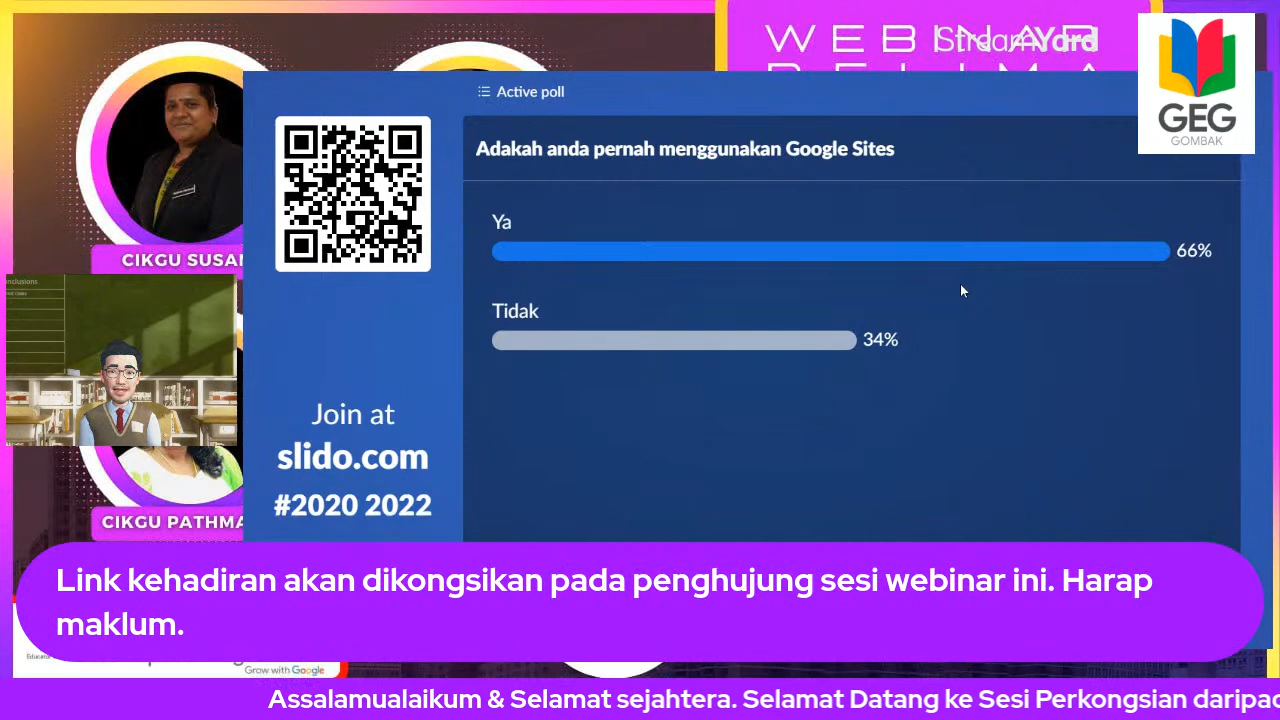 WEBINAR
StreamYard
DELIMA
GEG
GOMBAK
Active poll
Adakah anda pernah menggunakan Google Sites
Ya
66%
Tidak
34%
CIKGU SUSAN
Join at
slido.com
#2020 2022
CIKGU PATHMA
Link kehadiran akan dikongsikan pada penghujung sesi webinar ini. Harap
maklum.
Grow with Google
Assalamualaikum & Selamat sejahtera. Selamat Datang ke Sesi Perkongsian daripad